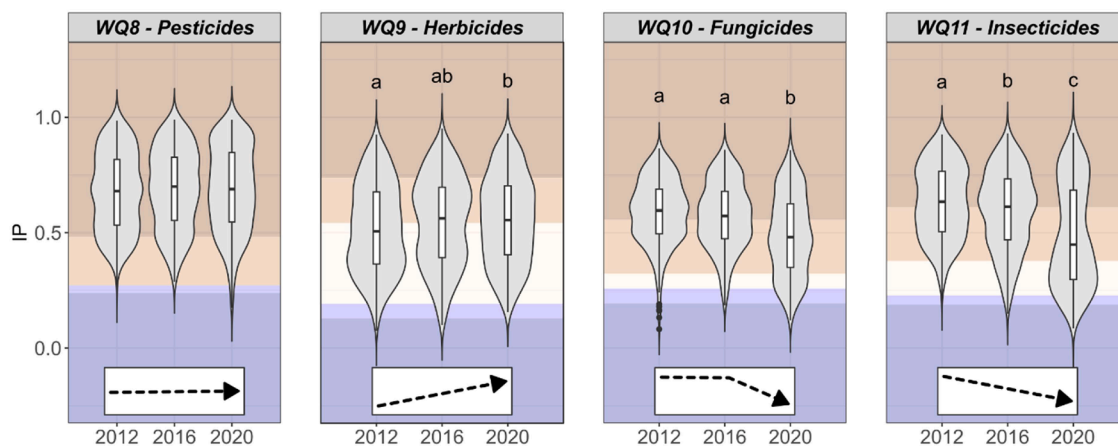 WQ8 - Pesticides WQ9 - Herbicides WQ10 - Fungicides WQ11 - Insecticides
a ab b a a b a b c
1.0
IP
0.5
0.0
2012 2016 2020 2012 2016 2020 2012 2016 2020 2012 2016 2020